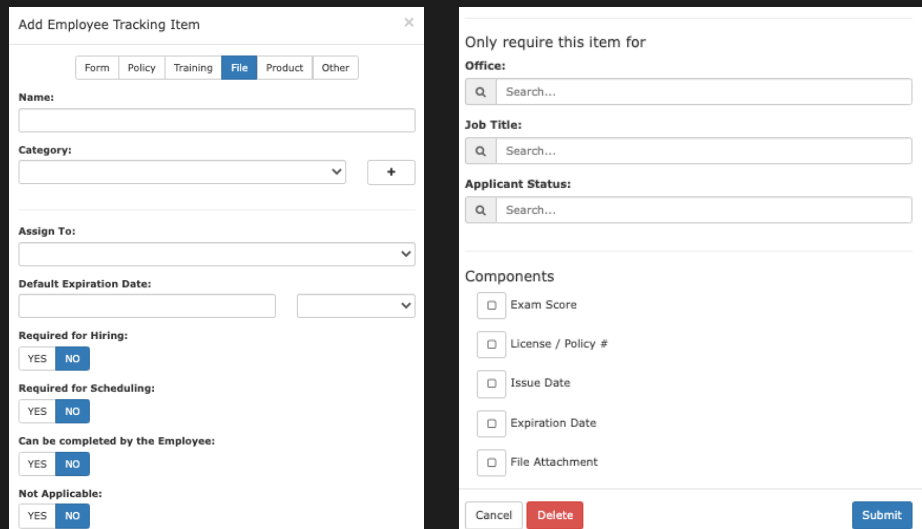 Add Employee Tracking Item ×
Form Policy Training File Product Other
Name:
Category:
+
Assign To:
Default Expiration Date:
Required for Hiring:
YES NO
Required for Scheduling:
YES NO
Can be completed by the Employee:
YES NO
Not Applicable:
YES NO
Only require this item for
Office:
Search...
Job Title:
Search...
Applicant Status:
Search...
Components
Exam Score
License / Policy #
Issue Date
Expiration Date
File Attachment
Cancel Delete Submit